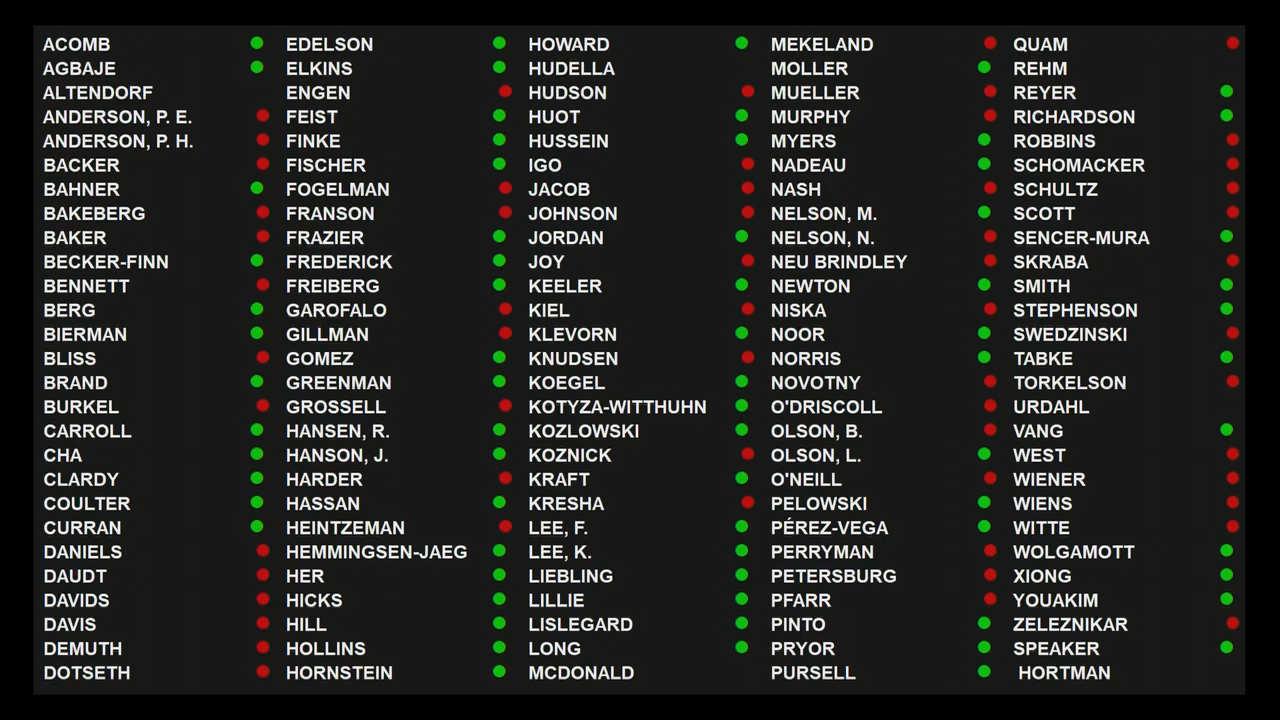 ACOMB
AGBAJE
ALTENDORF
ANDERSON, P. E.
ANDERSON, P. H.
BACKER
BAHNER
BAKEBERG
BAKER
BECKER-FINN
BENNETT
BERG
BIERMAN
BLISS
BRAND
BURKEL
CARROLL
CHA
CLARDY
COULTER
CURRAN
DANIELS
DAUDT
DAVIDS
DAVIS
DEMUTH
DOTSETH
EDELSON
ELKINS
ENGEN
FEIST
FINKE
FISCHER
FOGELMAN
FRANSON
FRAZIER
FREDERICK
FREIBERG
GAROFALO
GILLMAN
GOMEZ
GREENMAN
GROSSELL
HANSEN, R.
HANSON, J.
HARDER
HASSAN
HEINTZEMAN
HEMMINGSEN-JAEG
HER
HICKS
HILL
HOLLINS
HORNSTEIN
HOWARD
HUDELLA
HUDSON
HUOT
HUSSEIN
IGO
JACOB
JOHNSON
JORDAN
JOY
KEELER
KIEL
KLEVORN
KNUDSEN
KOEGEL
KOTYZA-WITTHUHN
KOZLOWSKI
KOZNICK
KRAFT
KRESHA
LEE, F.
LEE, K.
LIEBLING
LILLIE
LISLEGARD
LONG
MCDONALD
MEKELAND
MOLLER
MUELLER
MURPHY
MYERS
NADEAU
NASH
NELSON, M.
NELSON, N.
NEU BRINDLEY
NEWTON
NISKA
NOOR
NORRIS
NOVOTNY
O'DRISCOLL
OLSON, B.
OLSON, L.
O'NEILL
PELOWSKI
PÉREZ-VEGA
PERRYMAN
PETERSBURG
PFARR
PINTO
PRYOR
PURSELL
QUAM
REHM
REYER
RICHARDSON
ROBBINS
SCHOMACKER
SCHULTZ
SCOTT
SENCER-MURA
SKRABA
SMITH
STEPHENSON
SWEDZINSKI
TABKE
TORKELSON
URDAHL
VANG
WEST
WIENER
WIENS
WITTE
WOLGAMOTT
XIONG
YOUAKIM
ZELEZNIKAR
SPEAKER
HORTMAN